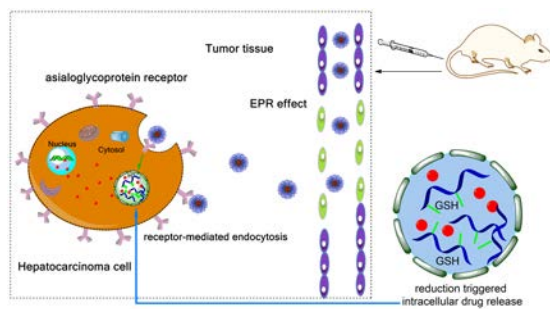 Tumor tissue
asialoglycoprotein receptor
EPR effect
Nucleus
Cytosol
GSH
GSH
receptor-mediated endocytosis
Hepatocarcinoma cell
reduction triggered
intracellular drug release